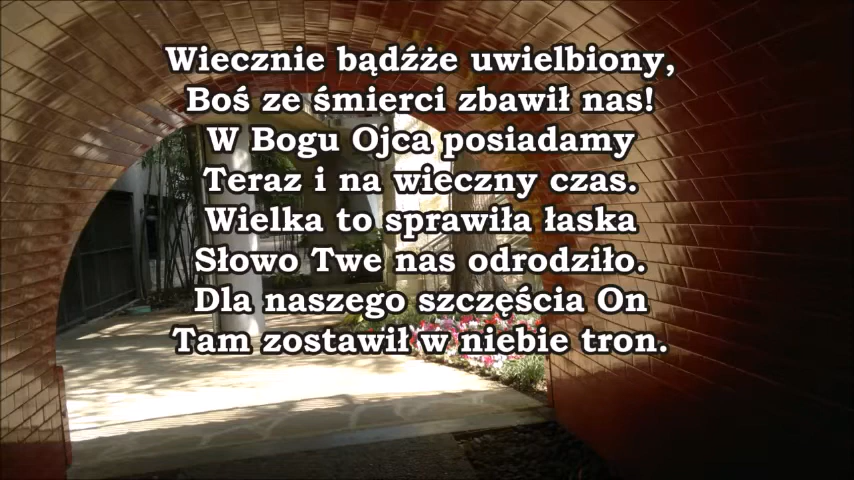 Wiecznie bądźże uwielbiony,
Boś ze śmierci zbawił nas!
W Bogu Ojca posiadamy
Teraz i na wieczny czas.
Wielka to sprawiła łaska
Słowo Twe nas odrodziło.
Dla naszego szczęścia On
Tam zostawił w niebie tron.